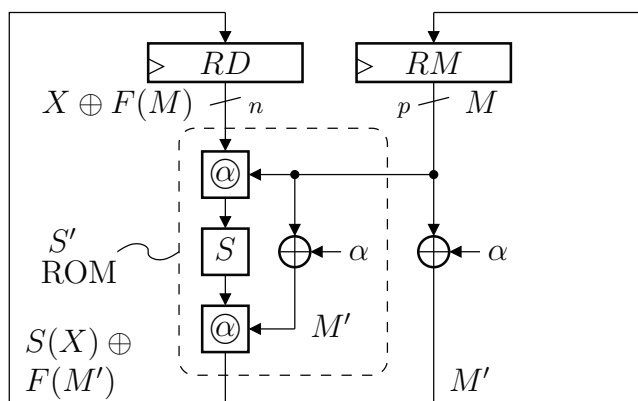 RD
RM
X ⊕ F(M)
n
p
M
α
S′
ROM
S
α
α
α
M′
S(X) ⊕
F(M′)
M′